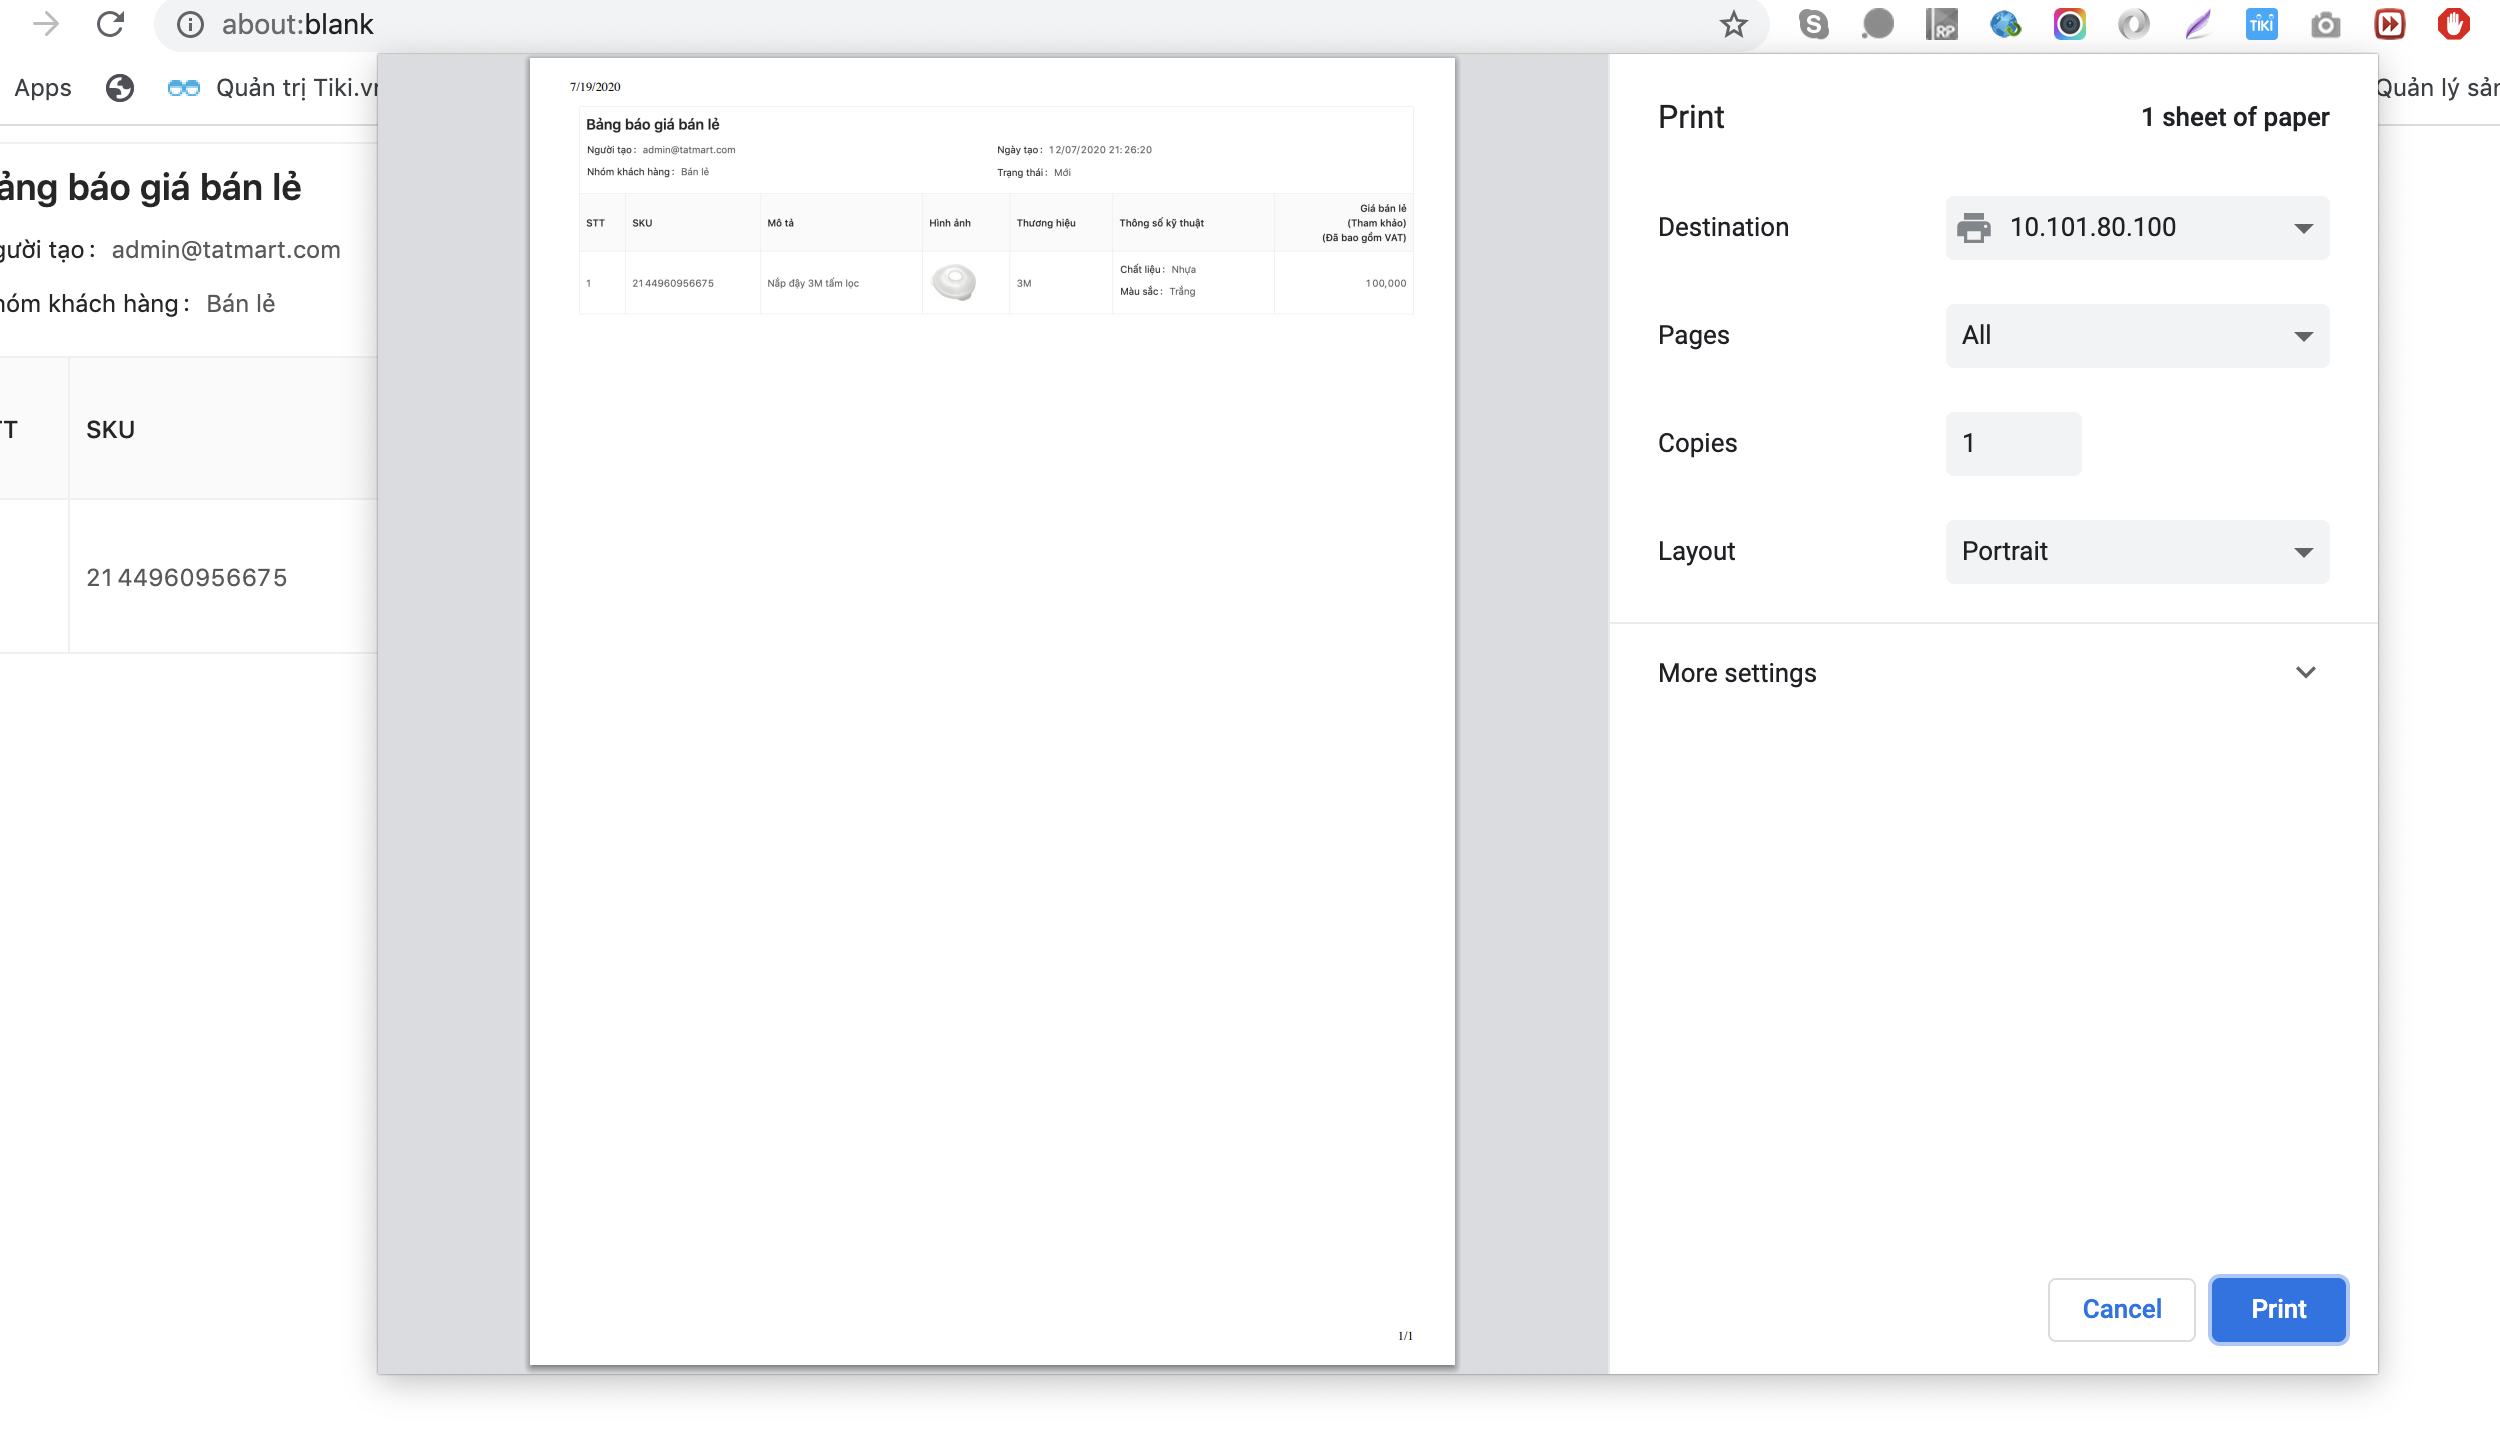 about:blank
Apps
Quản trị Tiki.vn
Quản lý sản
ảng báo giá bán lẻ
gười tạo : admin@tatmart.com
hóm khách hàng : Bán lẻ
TT SKU
2144960956675
7/19/2020
Bảng báo giá bán lẻ
Người tạo : admin@tatmart.com Ngày tạo : 12/07/2020 21:26:20
Nhóm khách hàng : Bán lẻ Trạng thái : Mới
STT SKU Mô tả Hình ảnh Thương hiệu Thông số kỹ thuật Giá bán lẻ
(Tham khảo)
(Đã bao gồm VAT)
1 2144960956675 Nắp đậy 3M tấm lọc 3M Chất liệu : Nhựa 100,000
Màu sắc : Trắng
1/1
Print 1 sheet of paper
Destination 10.101.80.100
Pages All
Copies 1
Layout Portrait
More settings
Cancel Print
S
RP
TIKI